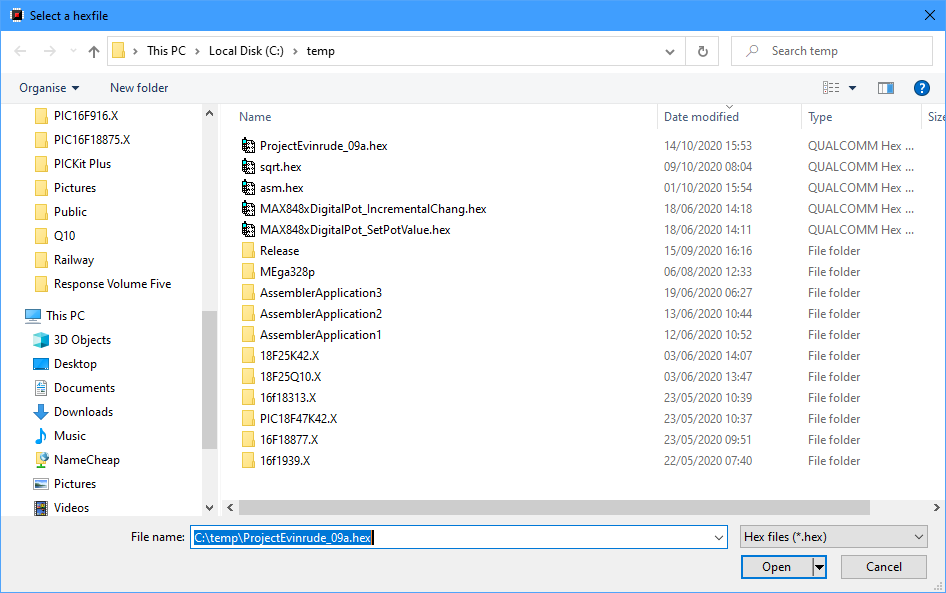 Select a hexfile
This PC > Local Disk (C:) > temp
Search temp
Organise New folder
Name Date modified Type Size
PIC16F916.X
PIC16F18875.X
PICKit Plus
Pictures
Public
Q10
Railway
Response Volume Five
This PC
3D Objects
Desktop
Documents
Downloads
Music
NameCheap
Pictures
Videos
ProjectEvinrude_09a.hex 14/10/2020 15:53 QUALCOMM Hex ...
sqrt.hex 09/10/2020 08:04 QUALCOMM Hex ...
asm.hex 01/10/2020 15:54 QUALCOMM Hex ...
MAX848xDigitalPot_IncrementalChang.hex 18/06/2020 14:18 QUALCOMM Hex ...
MAX848xDigitalPot_SetPotValue.hex 18/06/2020 14:11 QUALCOMM Hex ...
Release 15/09/2020 16:16 File folder
MEga328p 06/08/2020 12:33 File folder
AssemblerApplication3 19/06/2020 06:27 File folder
AssemblerApplication2 13/06/2020 10:44 File folder
AssemblerApplication1 12/06/2020 10:52 File folder
18F25K42.X 03/06/2020 14:07 File folder
18F25Q10.X 03/06/2020 13:47 File folder
16f18313.X 23/05/2020 10:39 File folder
PIC18F47K42.X 23/05/2020 10:37 File folder
16F18877.X 23/05/2020 09:51 File folder
16f1939.X 22/05/2020 07:40 File folder
File name: C:\temp\ProjectEvinrude_09a.hex Hex files (*.hex)
Open Cancel